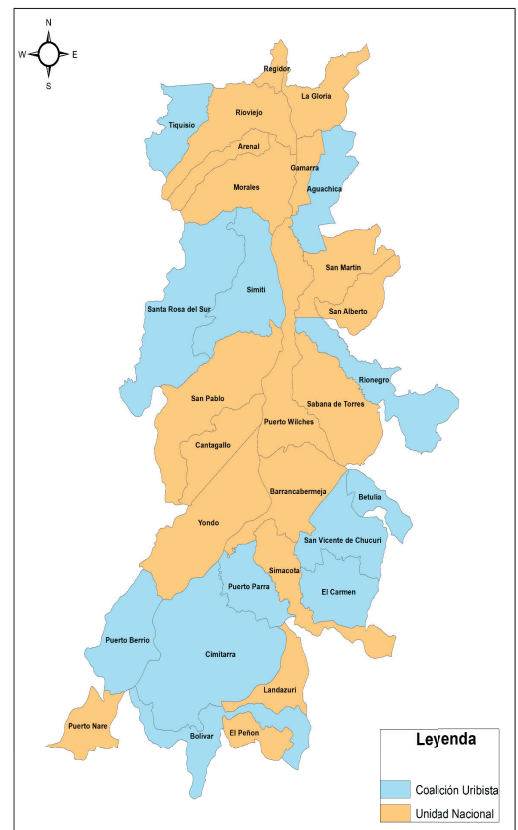 N
W E
S
Regidor
La Gloria
Rioviejo
Tiquisio
Arenal
Gamarra
Morales
Aguachica
San Martin
Simiti
Santa Rosa del Sur
San Alberto
Rionegro
San Pablo
Sabana de Torres
Puerto Wilches
Cantagallo
Barrancabermeja
Betulia
Yondo
San Vicente de Chucuri
Simacota
Puerto Parra
El Carmen
Puerto Berrio
Cimitarra
Landazuri
Puerto Nare
El Peñon
Bolivar
Leyenda
Coalición Uribista
Unidad Nacional